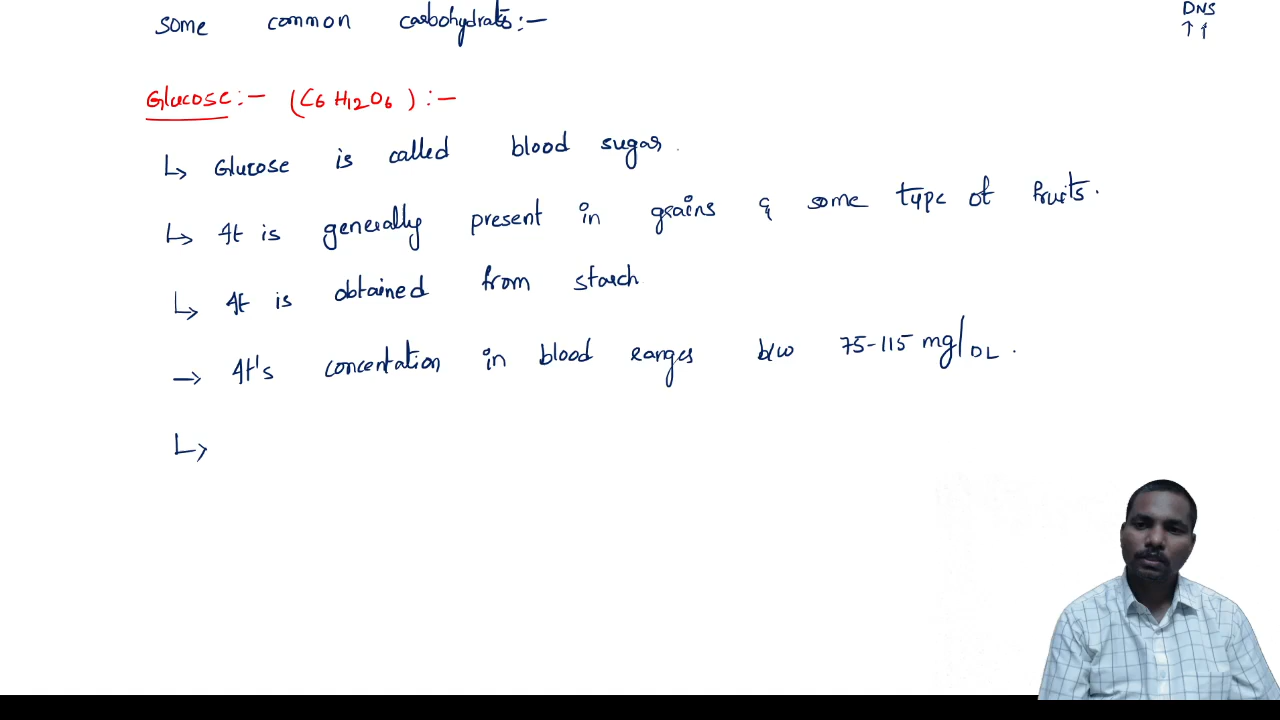 some common carbohydrats:-
DNS
↑↑
Glucose:- (C6 H12 O6):-
↳ Glucose is called blood sugar.
↳ It is generally present in grains & some type of fruits.
↳ It is obtained from starch
→ It's concentation in blood ranges b/w 75-115 mg/DL.
↳